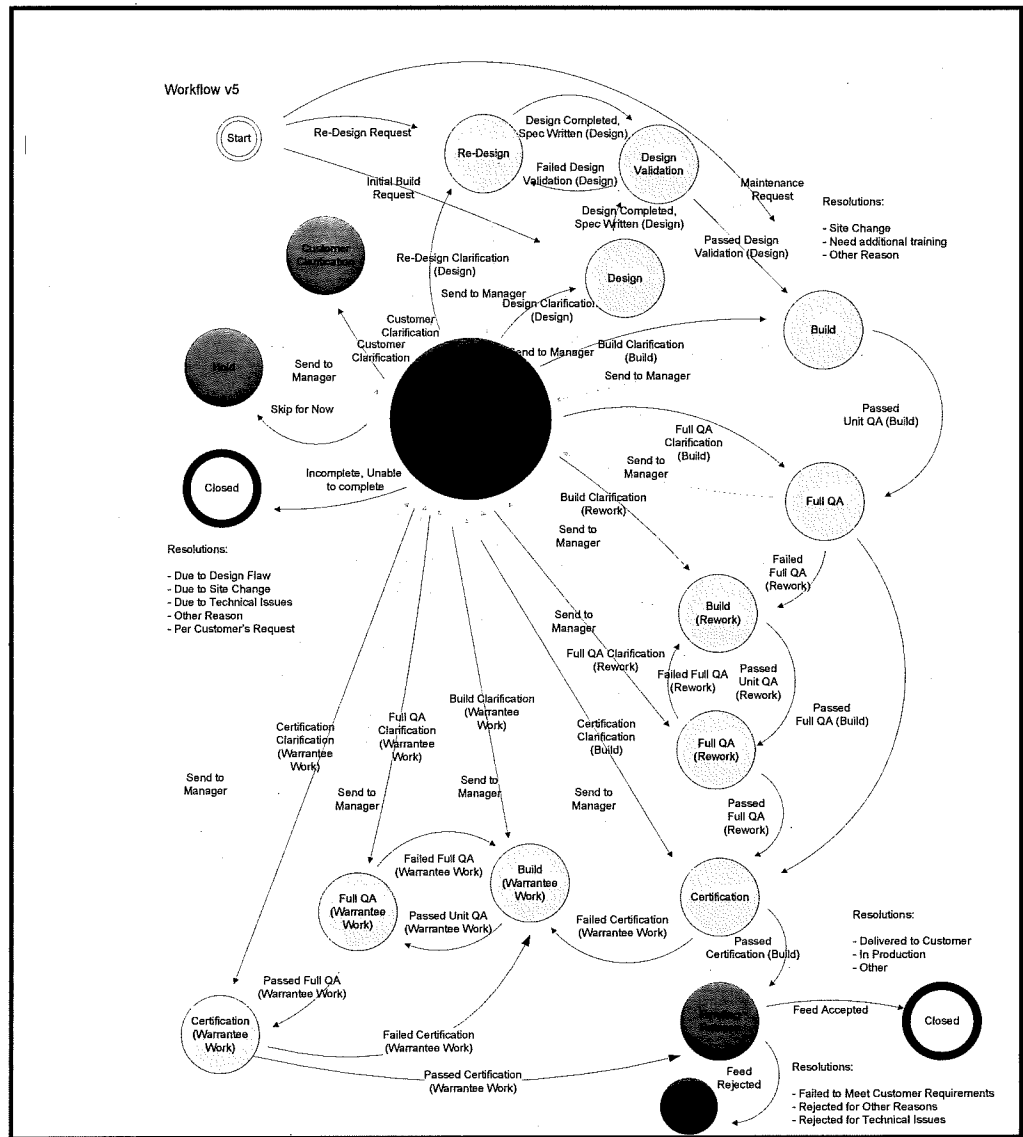 Workflow v5
Start
Re-Design Request
Design Completed,
Spec Written (Design)
Re-Design
Design
Validation
Failed Design
Validation (Design)
Initial Build
Request
Maintenance
Request
Design Completed,
Spec Written (Design)
Resolutions:
- Site Change
- Need additional training
- Other Reason
Passed Design
Validation (Design)
Customer
Clarification
Re-Design Clarification
(Design)
Design
Send to Manager
Design Clarification
(Design)
Build
Customer
Clarification
Customer
Clarification
Send to Manager
Build Clarification
(Build)
Send to Manager
Hold
Send to
Manager
Skip for Now
Passed
Unit QA (Build)
Full QA
Clarification
(Build)
Send to
Manager
Incomplete, Unable
to complete
Closed
Full QA
Build Clarification
(Rework)
Send to
Manager
Resolutions:
- Due to Design Flaw
- Due to Site Change
- Due to Technical Issues
- Other Reason
- Per Customer's Request
Failed
Full QA
(Rework)
Build
(Rework)
Send to
Manager
Full QA Clarification
(Rework)
Failed Full QA
(Rework)
Passed
Unit QA
(Rework)
Passed
Full QA (Build)
Build Clarification
(Warrantee
Work)
Full QA
Clarification
(Warrantee
Work)
Certification
Clarification
(Warrantee
Work)
Certification
Clarification
(Build)
Full QA
(Rework)
Send to
Manager
Send to
Manager
Send to
Manager
Send to
Manager
Passed
Full QA
(Rework)
Failed Full QA
(Warrantee Work)
Build
(Warrantee
Work)
Full QA
(Warrantee
Work)
Passed Unit QA
(Warrantee Work)
Failed Certification
(Warrantee Work)
Certification
Passed
Certification (Build)
Resolutions:
- Delivered to Customer
- In Production
- Other
Passed Full QA
(Warrantee Work)
Certification
(Warrantee
Work)
Failed Certification
(Warrantee Work)
Feed Accepted
Closed
Passed Certification
(Warrantee Work)
Feed
Rejected
Resolutions:
- Failed to Meet Customer Requirements
- Rejected for Other Reasons
- Rejected for Technical Issues